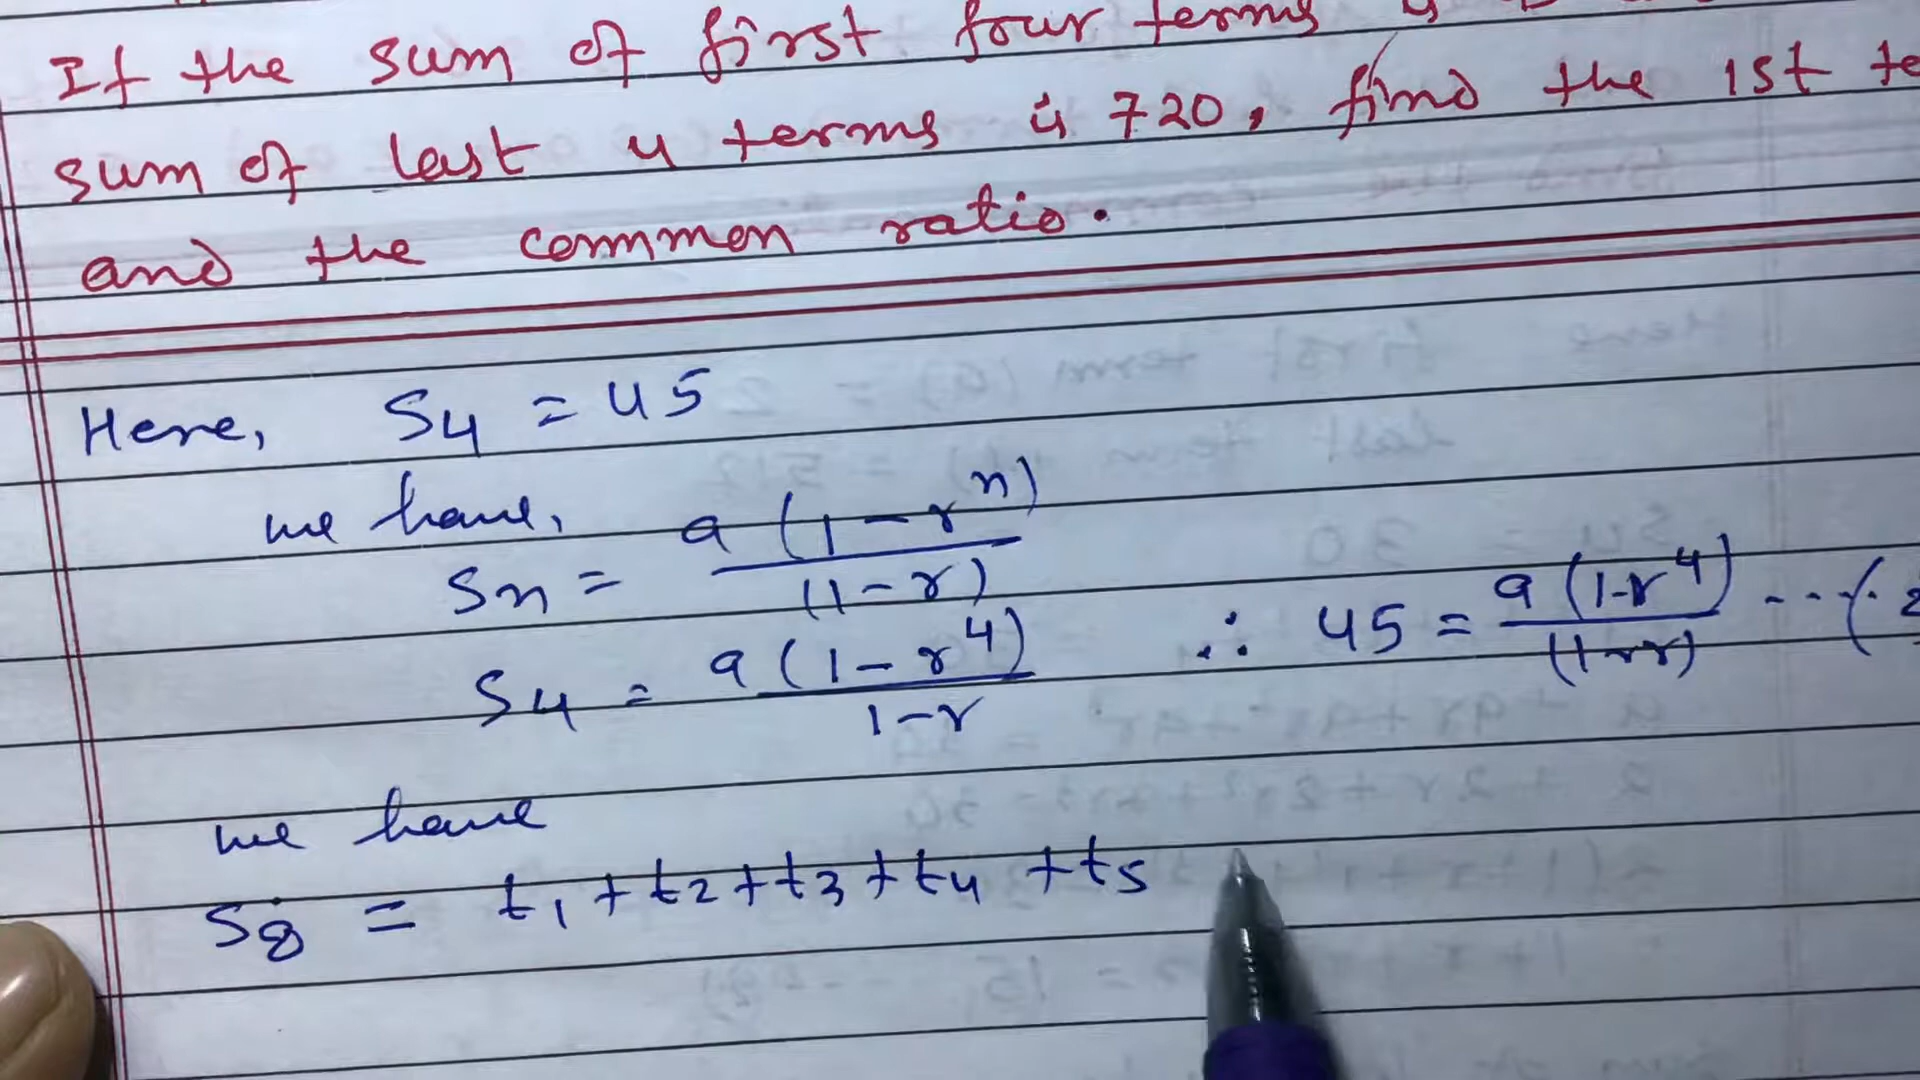 If the sum of first four terms is
sum of last 4 terms is 720, find the 1st te
and the common ratio.
Here, S4 = 45
we have,
Sn = a(1-r^n)/(1-r)
S4 = a(1-r^4)/1-r ∴ 45 = a(1-r^4)/(1-r) ....(
we have
S8 = t1+t2+t3+t4 +t5